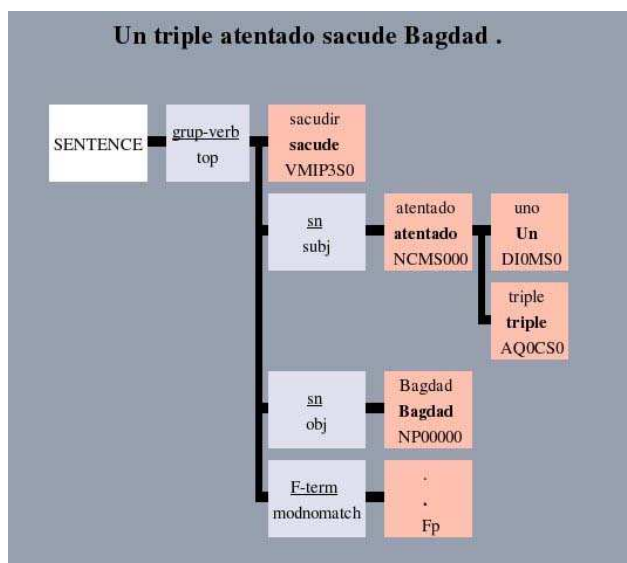 Un triple atentado sacude Bagdad .
SENTENCE
grup-verb
top
sacudir
sacude
VMIP3S0
sn
subj
atentado
atentado
NCMS000
uno
Un
DI0MS0
triple
triple
AQ0CS0
sn
obj
Bagdad
Bagdad
NP00000
F-term
modnomatch
.
.
Fp